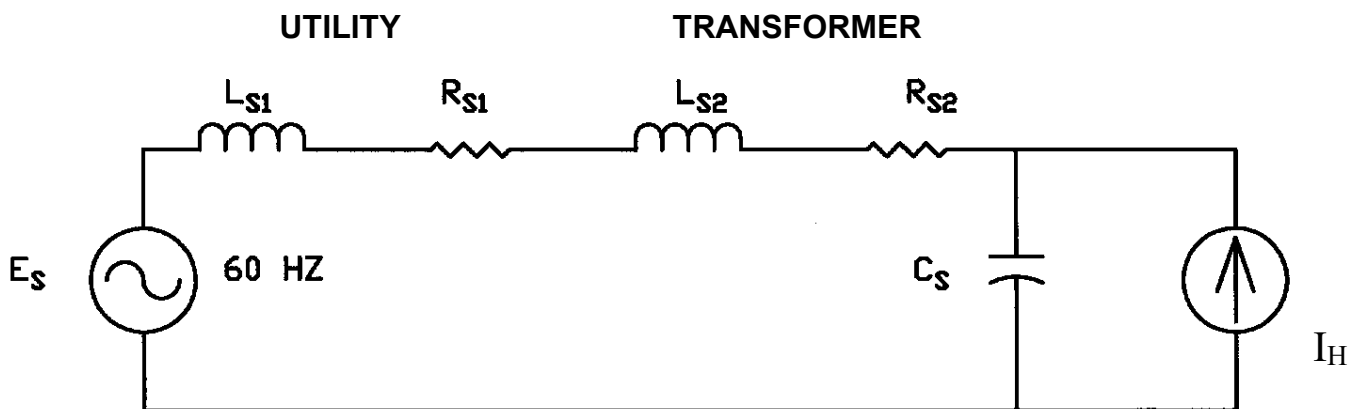 UTILITY TRANSFORMER
LS1 RS1 LS2 RS2
ES 60 HZ CS
IH